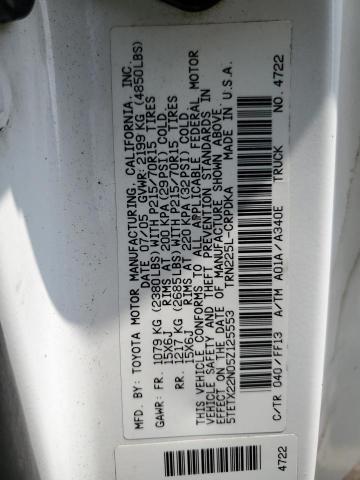 MFD. BY: TOYOTA MOTOR MANUFACTURING, CALIFORNIA, INC.
DATE 07/05 GVWR: 2199 KG (4850LBS)
GAWR: FR. 1079 KG (2380LBS) WITH P215/70R15 TIRES
15X6J RIMS AT 200 KPA (29PSI) COLD
RR. 1217 KG (2685LBS) WITH P215/70R15 TIRES
15X6J RIMS AT 220 KPA (32PSI) COLD
THIS VEHICLE CONFORMS TO ALL APPLICABLE FEDERAL MOTOR
VEHICLE SAFETY AND THEFT PREVENTION STANDARDS IN
EFFECT ON THE DATE OF MANUFACTURE SHOWN ABOVE.
5TETX22N05Z125553 TRN225L-CRPDKA MADE IN U.S.A.
C/TR 040/FF13 A/TM A01A/A340E TRUCK NO. 4722
4722